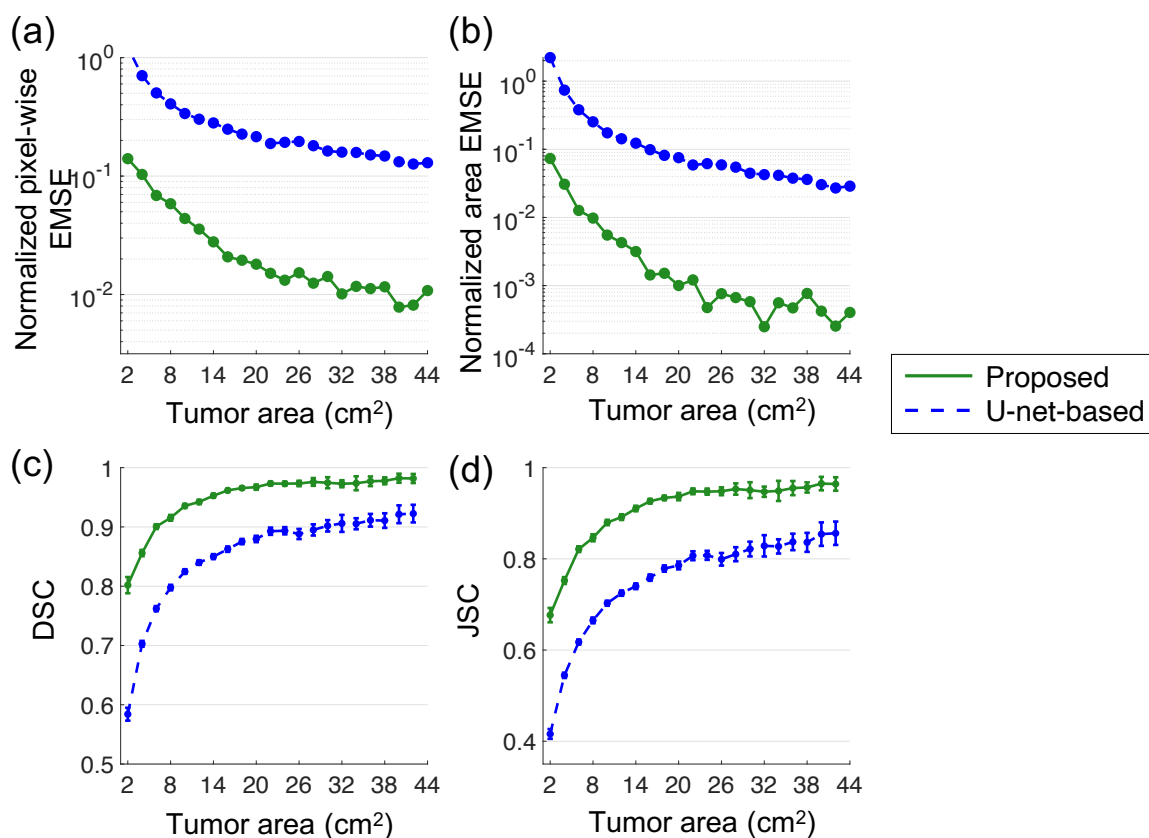 (a)
Normalized pixel-wise
EMSE
10⁰
10⁻¹
10⁻²
2 8 14 20 26 32 38 44
Tumor area (cm²)
(b)
Normalized area EMSE
10⁰
10⁻¹
10⁻²
10⁻³
10⁻⁴
2 8 14 20 26 32 38 44
Tumor area (cm²)
Proposed
U-net-based
(c)
DSC
1
0.9
0.8
0.7
0.6
0.5
2 8 14 20 26 32 38 44
Tumor area (cm²)
(d)
JSC
1
0.8
0.6
0.4
2 8 14 20 26 32 38 44
Tumor area (cm²)